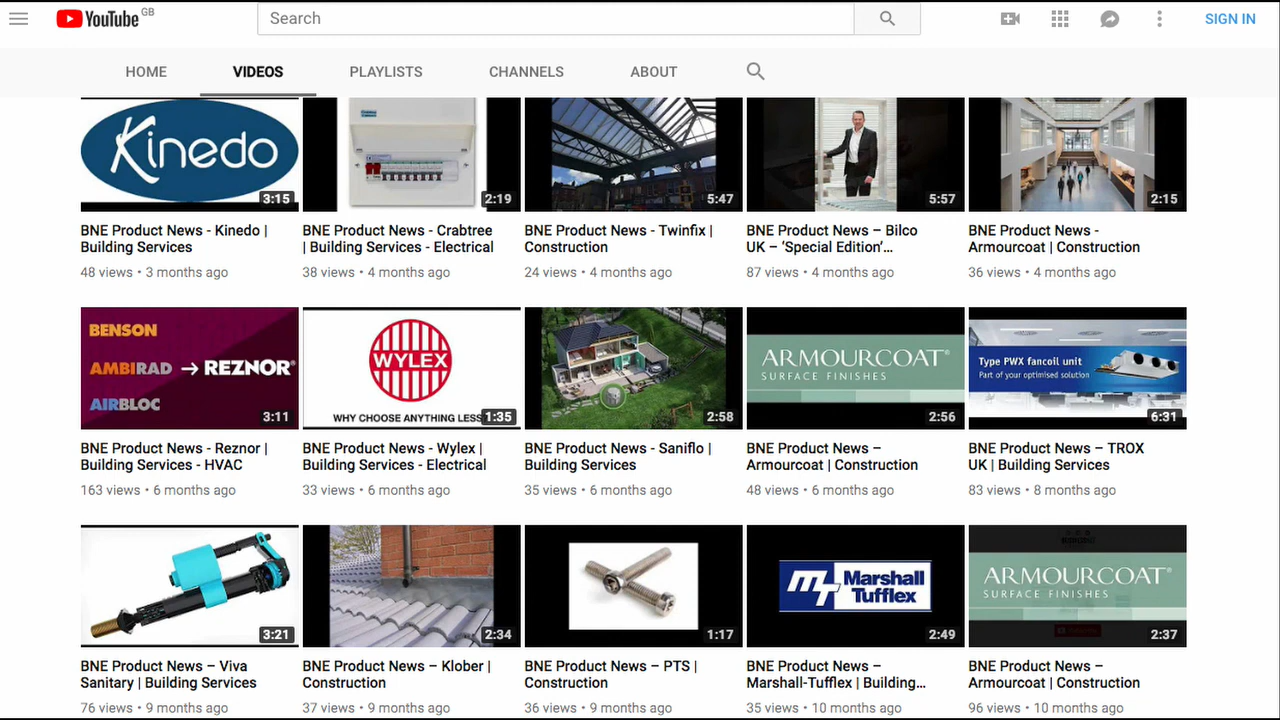 YouTube GB
Search
SIGN IN
HOME
VIDEOS
PLAYLISTS
CHANNELS
ABOUT
Kinedo
3:15
2:19
5:47
5:57
2:15
BNE Product News - Kinedo |
Building Services
48 views • 3 months ago
BNE Product News - Crabtree
| Building Services - Electrical
38 views • 4 months ago
BNE Product News - Twinfix |
Construction
24 views • 4 months ago
BNE Product News – Bilco
UK – ‘Special Edition’...
87 views • 4 months ago
BNE Product News -
Armourcoat | Construction
36 views • 4 months ago
BENSON
AMBIRAD → REZNOR®
AIRBLOC
3:11
WYLEX
WHY CHOOSE ANYTHING LESS
1:35
2:58
ARMOURCOAT®
SURFACE FINISHES
2:56
Type PWX fancoil unit
Part of your optimised solution
6:31
BNE Product News - Reznor |
Building Services - HVAC
163 views • 6 months ago
BNE Product News - Wylex |
Building Services - Electrical
33 views • 6 months ago
BNE Product News - Saniflo |
Building Services
35 views • 6 months ago
BNE Product News –
Armourcoat | Construction
48 views • 6 months ago
BNE Product News – TROX
UK | Building Services
83 views • 8 months ago
3:21
2:34
1:17
MT Marshall
Tufflex
2:49
ARMOURCOAT®
SURFACE FINISHES
2:37
BNE Product News – Viva
Sanitary | Building Services
76 views • 9 months ago
BNE Product News – Klober |
Construction
37 views • 9 months ago
BNE Product News – PTS |
Construction
36 views • 9 months ago
BNE Product News –
Marshall-Tufflex | Building...
35 views • 10 months ago
BNE Product News –
Armourcoat | Construction
96 views • 10 months ago